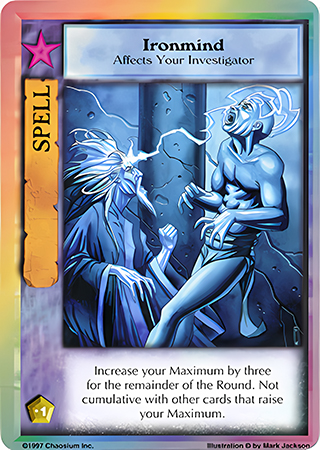 Ironmind
Affects Your Investigator
SPELL
Increase your Maximum by three
for the remainder of the Round. Not
cumulative with other cards that raise
your Maximum.
-1
©1997 Chaosium Inc.
Illustration © by Mark Jackson